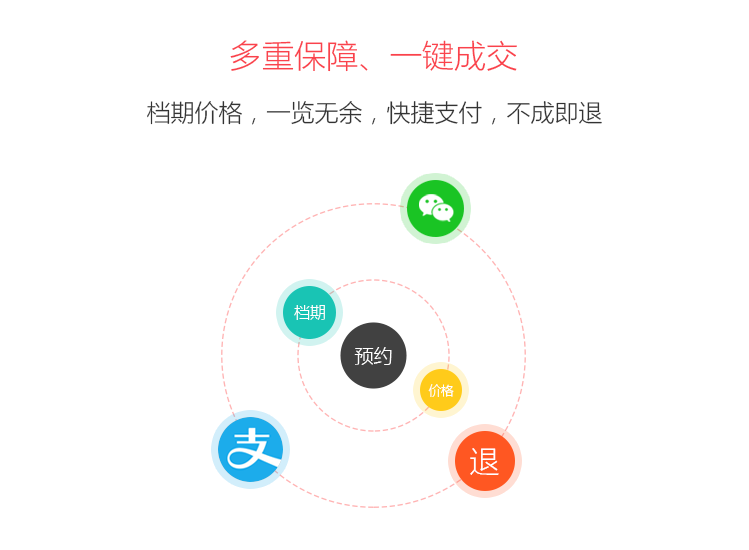 多重保障、一键成交
档期价格，一览无余，快捷支付，不成即退
档期
预约
价格
支
退